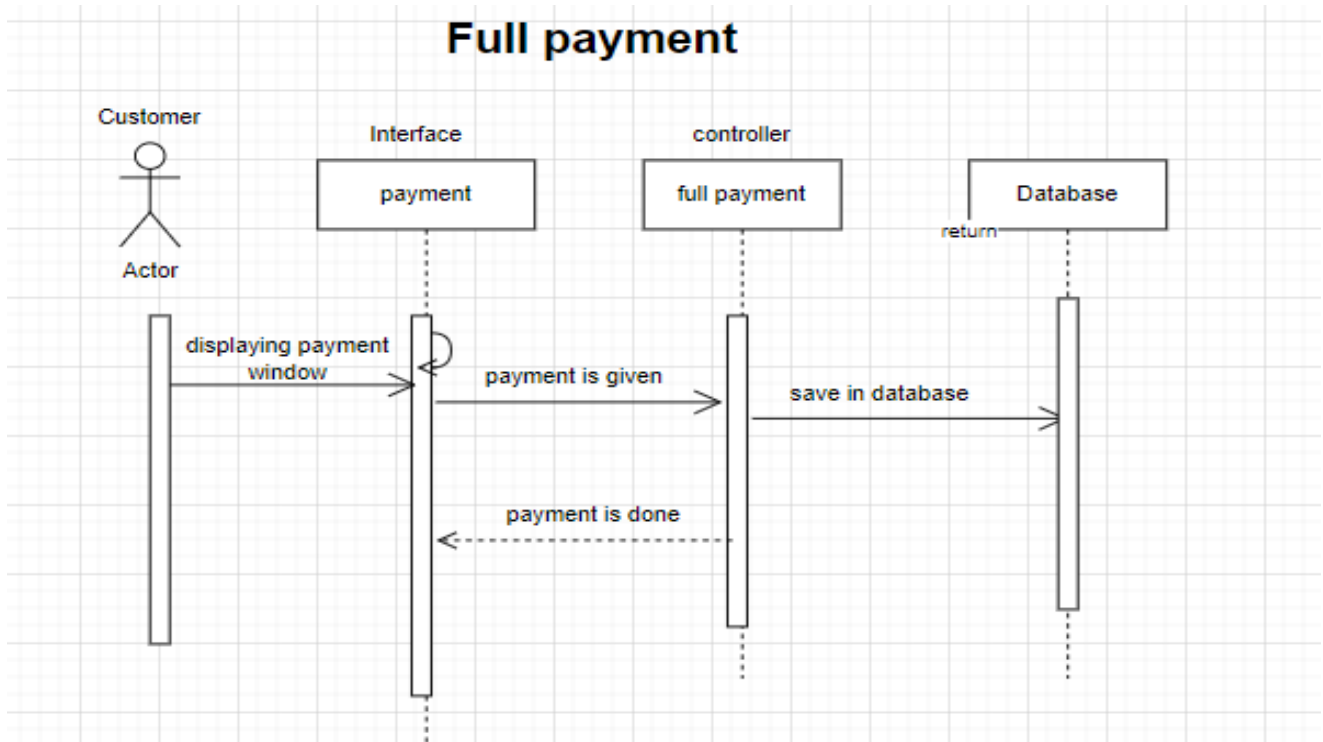 Full payment
Customer
Interface
controller
payment
full payment
Database
return
Actor
displaying payment
window
payment is given
save in database
payment is done